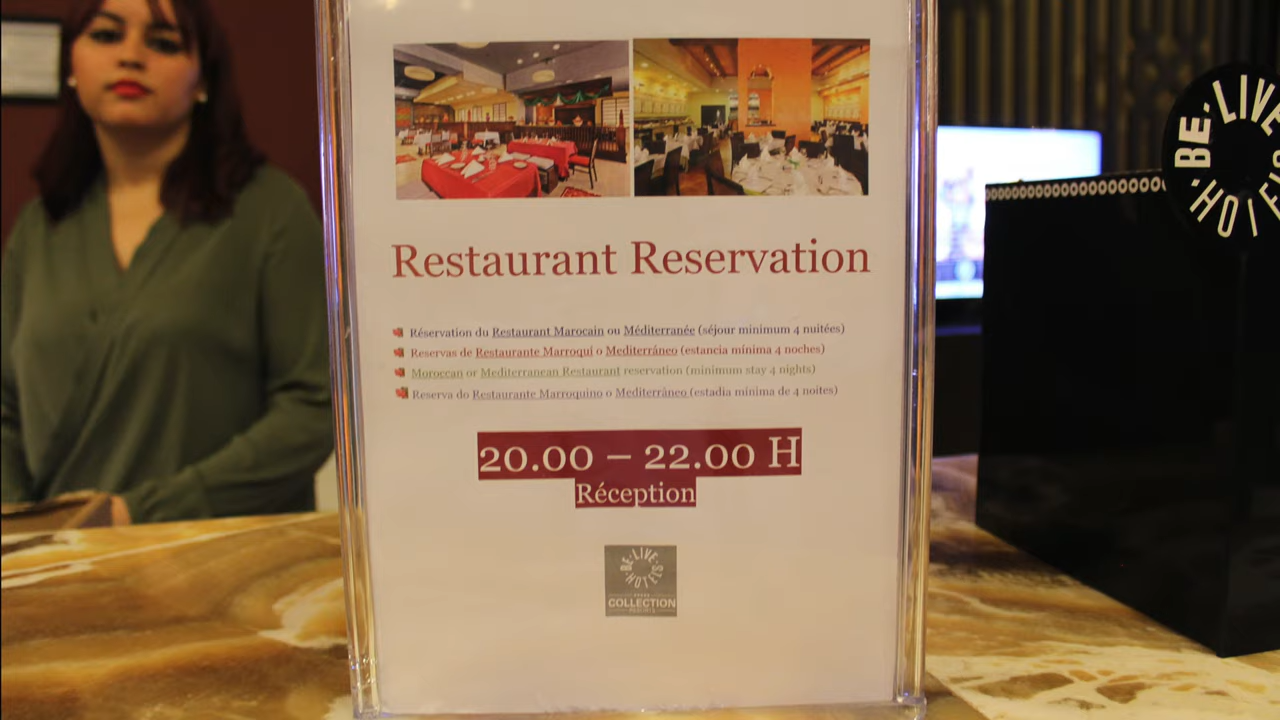 Restaurant Reservation
Réservation du Restaurant Marocain ou Méditerranée (séjour minimum 4 nuitées)
Reservas de Restaurante Marroqui o Mediterráneo (estancia mínima 4 noches)
Moroccan or Mediterranean Restaurant reservation (minimum stay 4 nights)
Reserva do Restaurante Marroquino o Mediterrâneo (estadia mínima de 4 noites)
20.00 – 22.00 H
Réception
BE·LIVE·HOTELS
COLLECTION
BE·LIVE·HOTELS